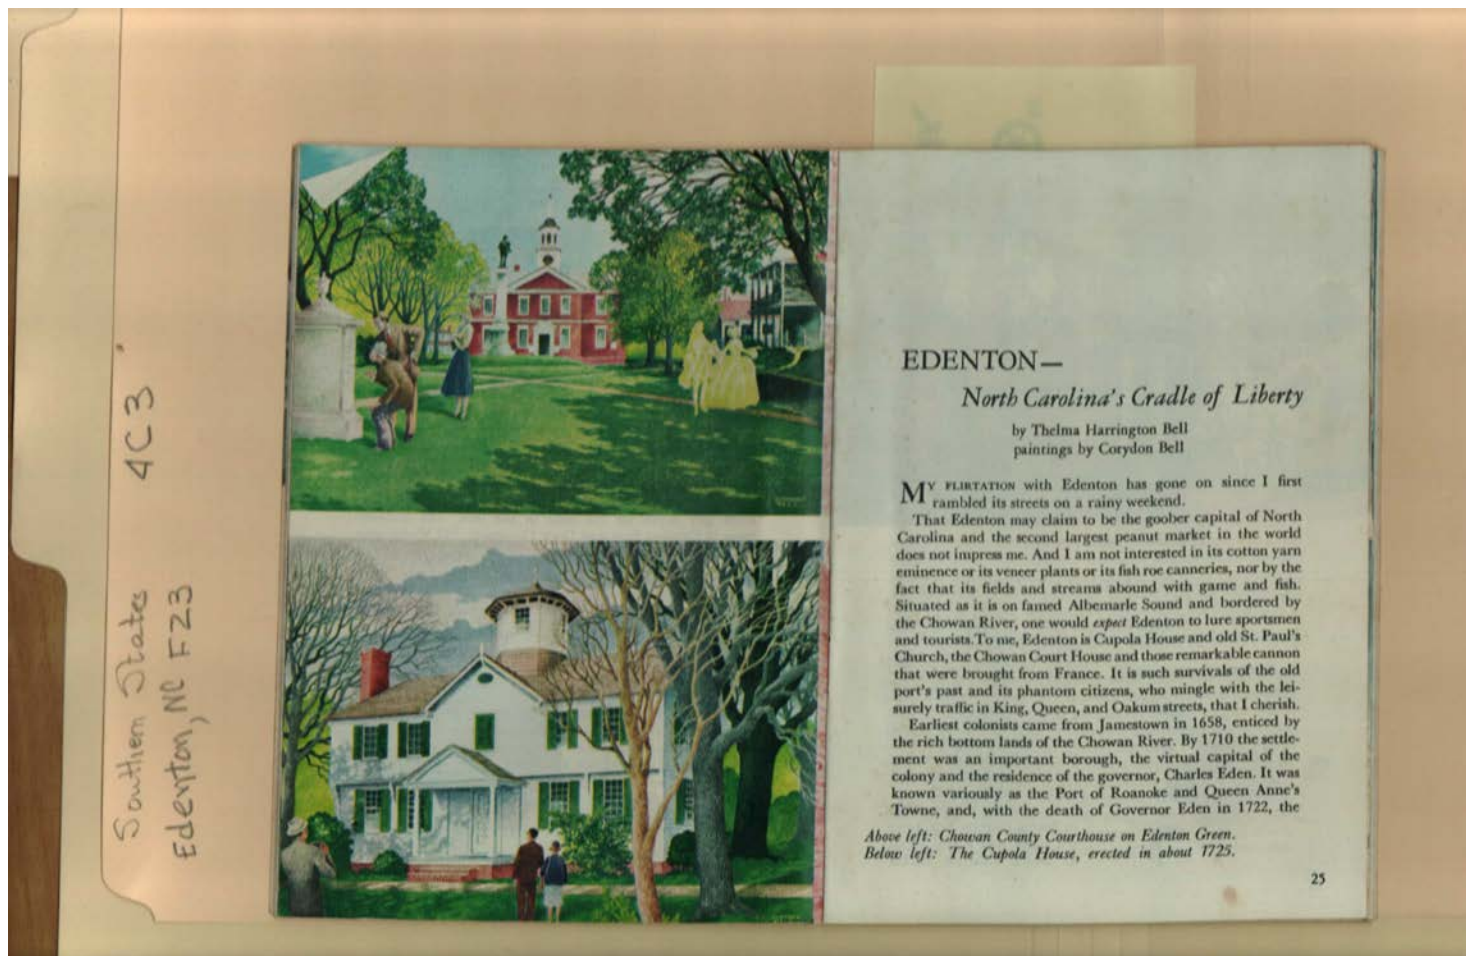 Southern States 4C3
Edenton, NC F23
EDENTON—
North Carolina's Cradle of Liberty
by Thelma Harrington Bell
paintings by Corydon Bell
MY FLIRTATION with Edenton has gone on since I first
rambled its streets on a rainy weekend.
That Edenton may claim to be the goober capital of North
Carolina and the second largest peanut market in the world
does not impress me. And I am not interested in its cotton yarn
eminence or its veneer plants or its fish roe canneries, nor by the
fact that its fields and streams abound with game and fish.
Situated as it is on famed Albemarle Sound and bordered by
the Chowan River, one would expect Edenton to lure sportsmen
and tourists. To me, Edenton is Cupola House and old St. Paul's
Church, the Chowan Court House and those remarkable cannon
that were brought from France. It is such survivals of the old
port's past and its phantom citizens, who mingle with the lei-
surely traffic in King, Queen, and Oakum streets, that I cherish.
Earliest colonists came from Jamestown in 1658, enticed by
the rich bottom lands of the Chowan River. By 1710 the settle-
ment was an important borough, the virtual capital of the
colony and the residence of the governor, Charles Eden. It was
known variously as the Port of Roanoke and Queen Anne's
Towne, and, with the death of Governor Eden in 1722, the
Above left: Chowan County Courthouse on Edenton Green.
Below left: The Cupola House, erected in about 1725.
25